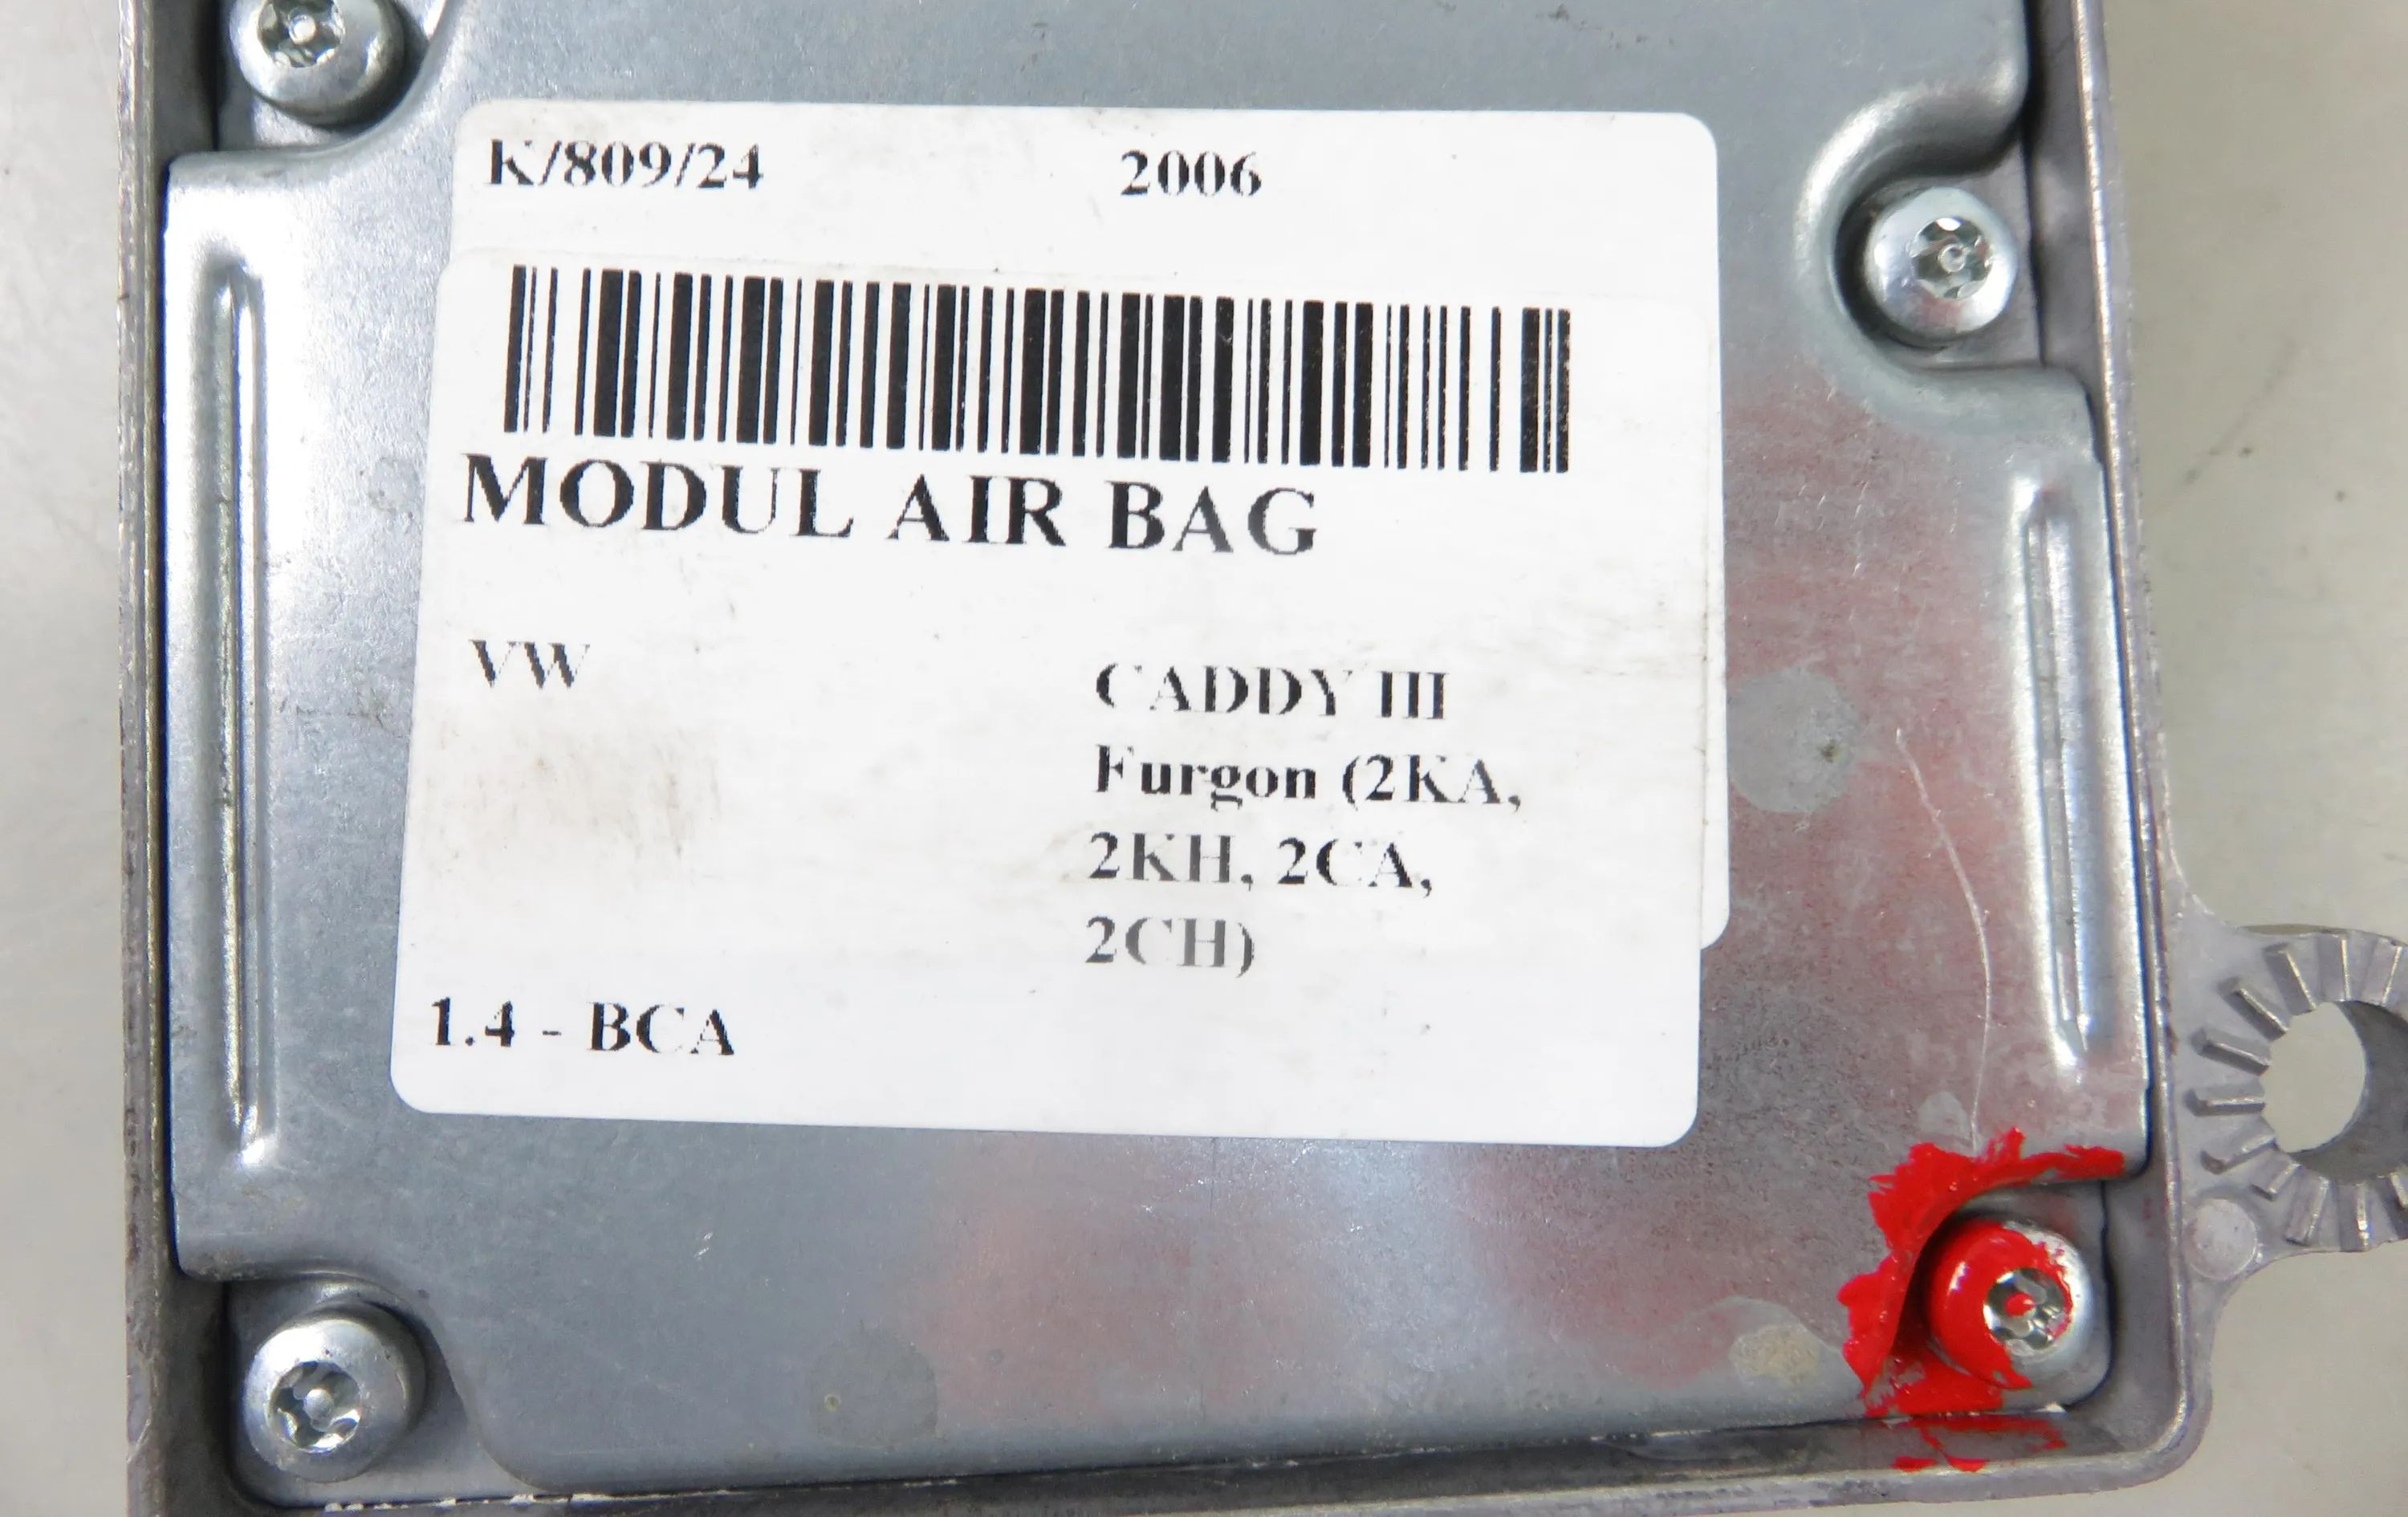 K/809/24 2006
MODUL AIR BAG
VW CADDY III
Furgon (2KA,
2KH, 2CA,
2CH)
1.4 - BCA